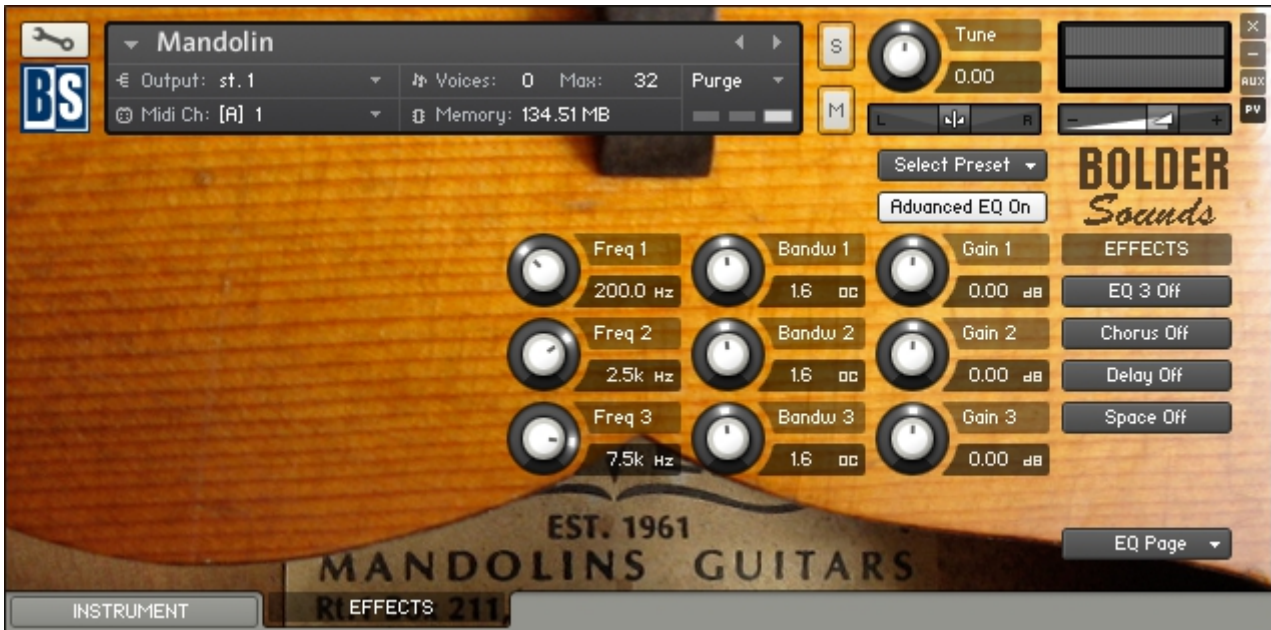 Mandolin
S
Tune
Output: st. 1
Voices: 0 Max: 32
Purge
0.00
AUX
BS
Midi Ch: [A] 1
Memory: 134.51 MB
M
L
R
-
+
PV
Select Preset
BOLDER
Sounds
Advanced EQ On
Freq 1
Bandw 1
Gain 1
EFFECTS
200.0 Hz
1.6 OC
0.00 dB
EQ 3 Off
Freq 2
Bandw 2
Gain 2
Chorus Off
2.5k Hz
1.6 OC
0.00 dB
Delay Off
Freq 3
Bandw 3
Gain 3
Space Off
7.5k Hz
1.6 OC
0.00 dB
EST. 1961
EQ Page
MANDOLINS GUITARS
INSTRUMENT
EFFECTS
211,